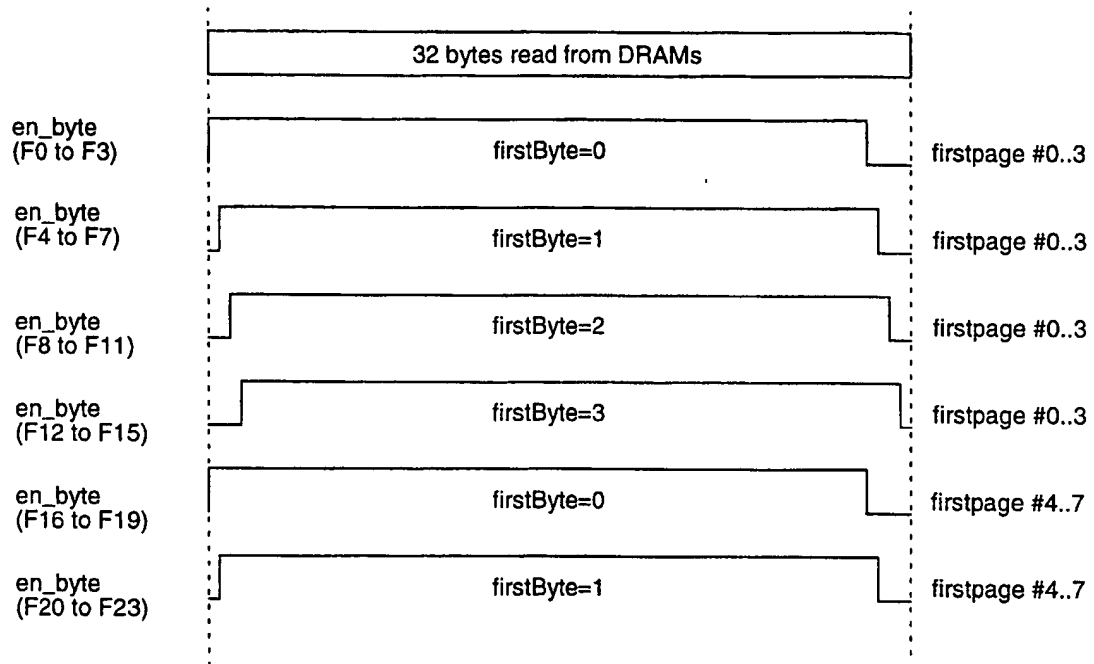 32 bytes read from DRAMs
en_byte
(F0 to F3)
firstByte=0
firstpage #0..3
en_byte
(F4 to F7)
firstByte=1
firstpage #0..3
en_byte
(F8 to F11)
firstByte=2
firstpage #0..3
en_byte
(F12 to F15)
firstByte=3
firstpage #0..3
en_byte
(F16 to F19)
firstByte=0
firstpage #4..7
en_byte
(F20 to F23)
firstByte=1
firstpage #4..7